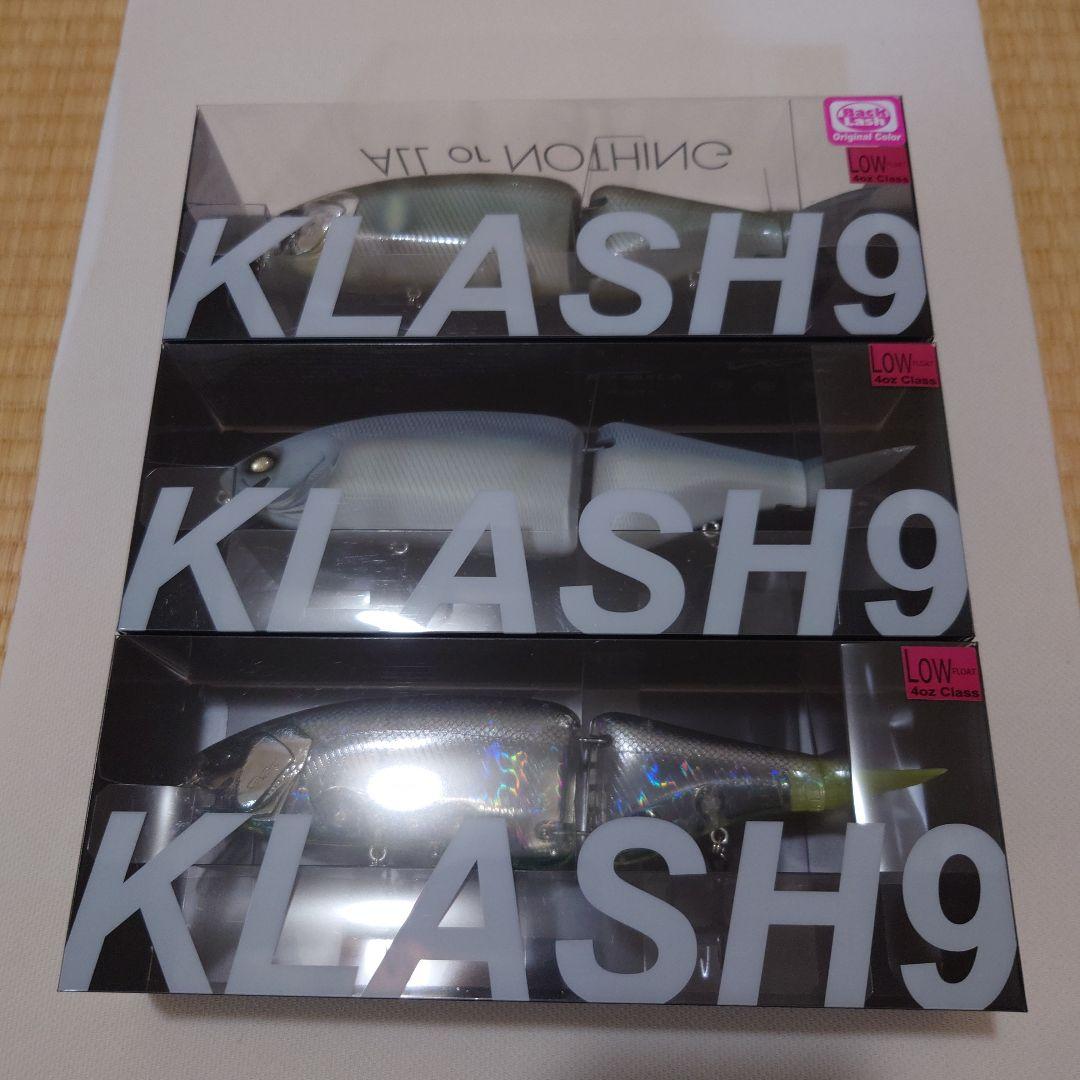 Back
Lash
Original Color
ALL or NOTHING
LOW FLOAT
4oz Class
KLASH9
LOW FLOAT
4oz Class
KLASH9
LOW FLOAT
4oz Class
KLASH9